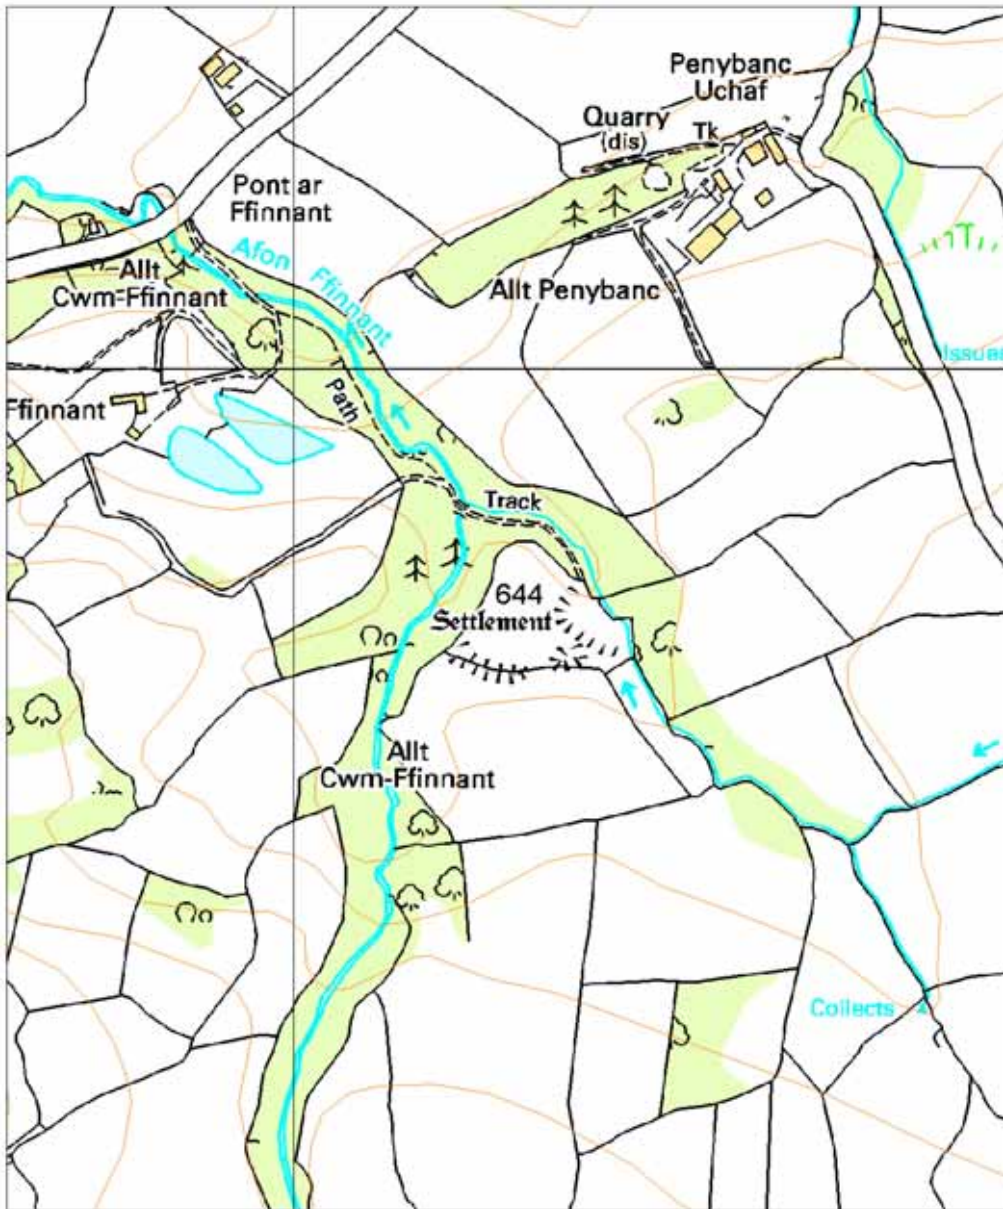 Penybanc
Uchaf
Quarry
(dis)
Tk
Pont ar
Ffinnant
Afon Ffinnant
Allt
Cwm-Ffinnant
Allt Penybanc
Issues
Ffinnant
Path
Track
644
Settlement
Allt
Cwm-Ffinnant
Collects